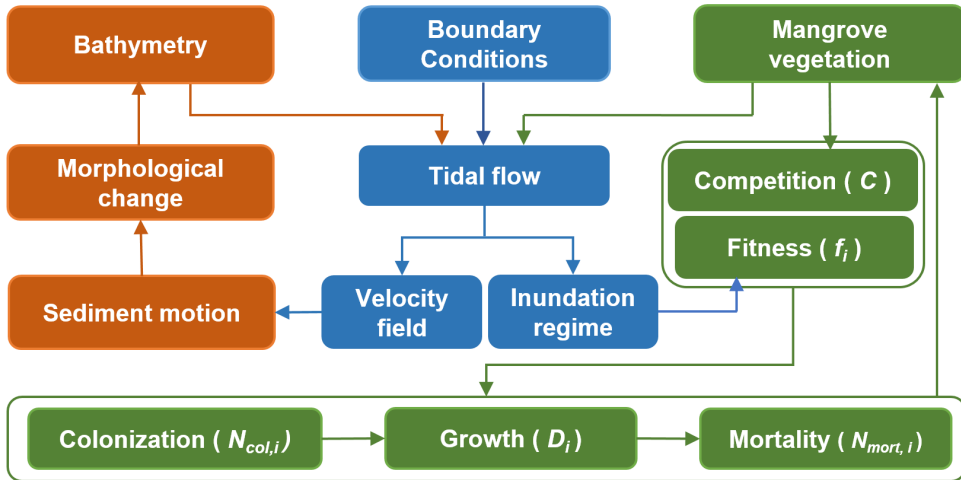 Bathymetry
Boundary
Conditions
Mangrove
vegetation
Morphological
change
Tidal flow
Competition ( C )
Fitness ( fi )
Sediment motion
Velocity
field
Inundation
regime
Colonization ( Ncol,i)
Growth ( Di )
Mortality ( Nmort, i )